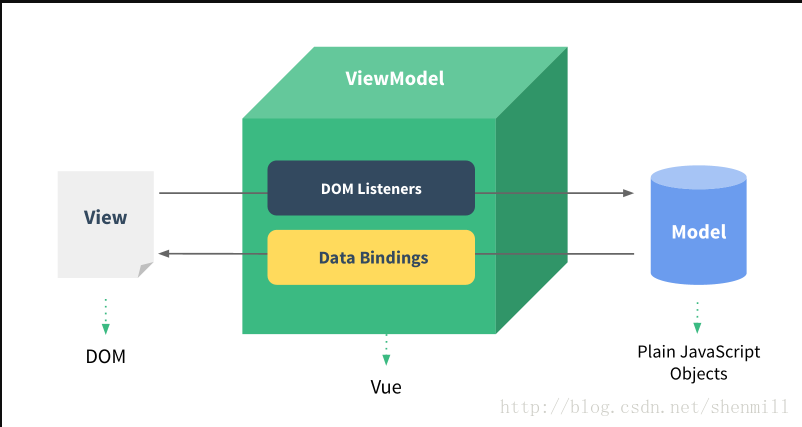 ViewModel
DOM Listeners
View
Model
Data Bindings
DOM
Plain JavaScript
Objects
Vue
http://blog.csdn.net/shenmill